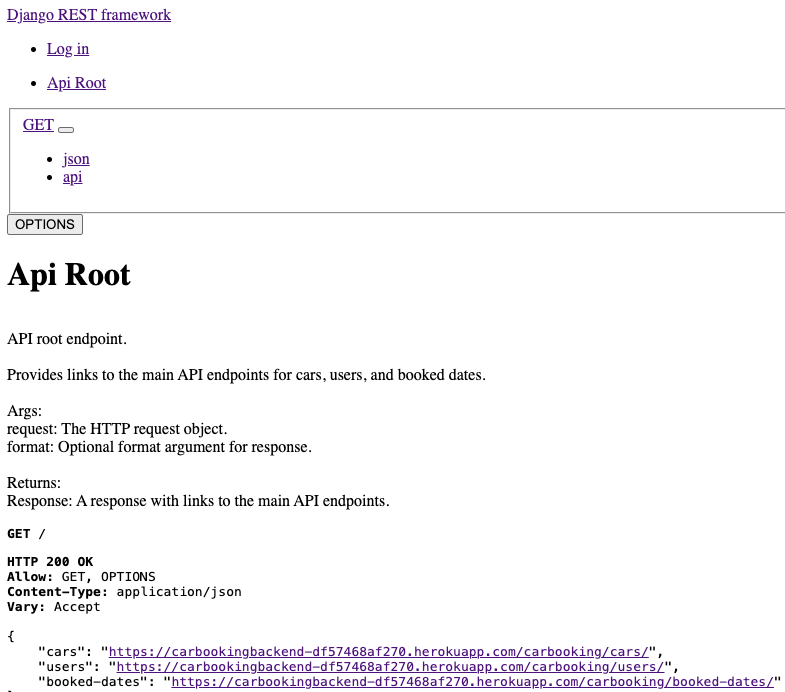 Django REST framework
Log in
Api Root
GET
json
api
OPTIONS
Api Root
API root endpoint.
Provides links to the main API endpoints for cars, users, and booked dates.
Args:
request: The HTTP request object.
format: Optional format argument for response.
Returns:
Response: A response with links to the main API endpoints.
GET /
HTTP 200 OK
Allow: GET, OPTIONS
Content-Type: application/json
Vary: Accept
{
"cars": "https://carbookingbackend-df57468af270.herokuapp.com/carbooking/cars/",
"users": "https://carbookingbackend-df57468af270.herokuapp.com/carbooking/users/",
"booked-dates": "https://carbookingbackend-df57468af270.herokuapp.com/carbooking/booked-dates/"